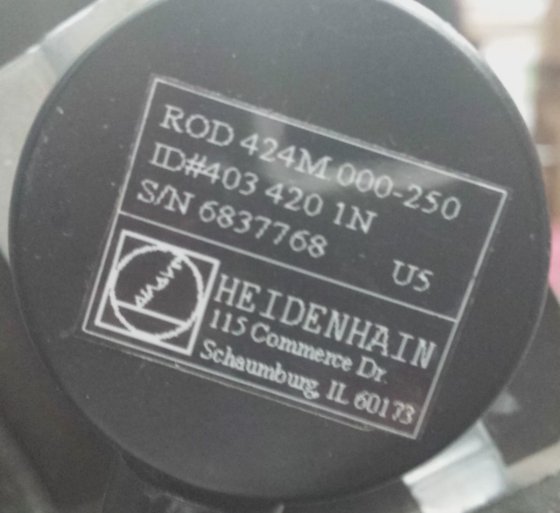 ROD 424M 000-250
ID#403 420 1N
S/N 6837768 US
HEIDENHAIN
115 Commerce Dr.
Schaumburg, IL 60173